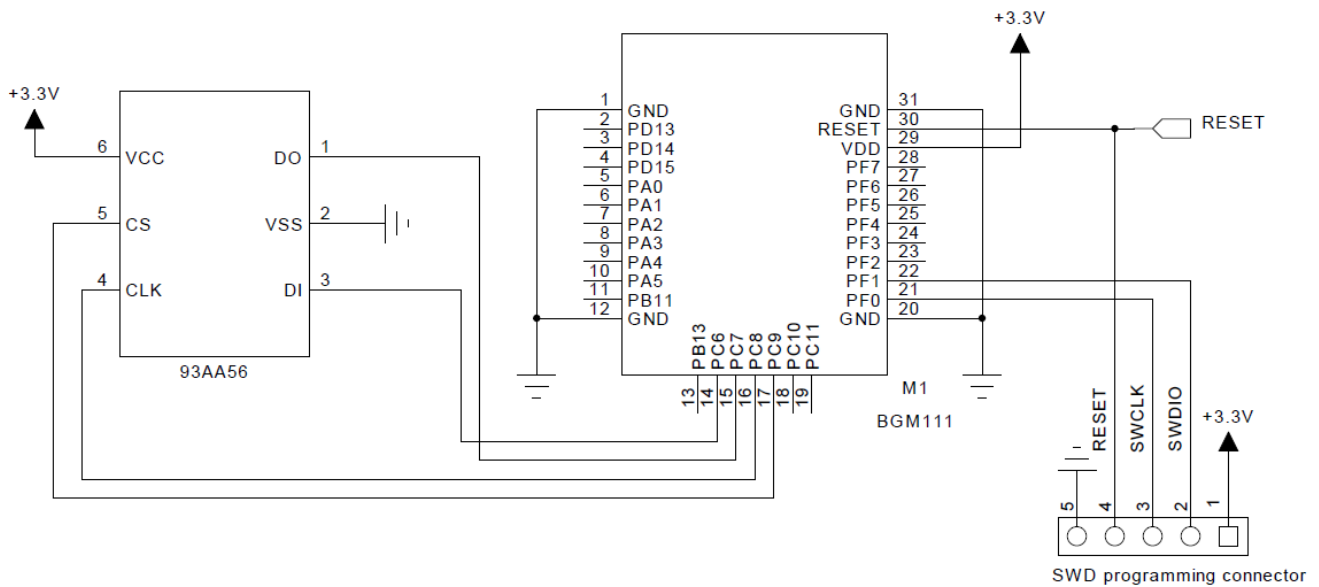 +3.3V
6 VCC DO 1
5 CS VSS 2
4 CLK DI 3
93AA56
+3.3V
1 GND GND 31
2 PD13 RESET 30
3 PD14 VDD 29
4 PD15 PF7 28
5 PA0 PF6 27
6 PA1 PF5 26
7 PA2 PF4 25
8 PA3 PF3 24
9 PA4 PF2 23
10 PA5 PF1 22
11 PB11 PF0 21
12 GND GND 20
PB13 PC6 PC7 PC8 PC9 PC10 PC11
13 14 15 16 17 18 19
M1
BGM111
RESET
RESET
SWCLK
SWDIO
+3.3V
5 4 3 2 1
SWD programming connector